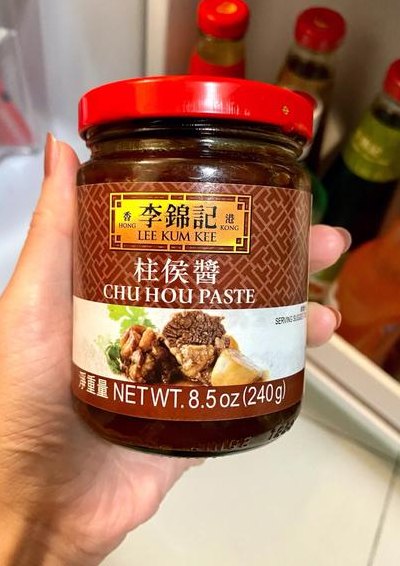 香 李錦記 港
HONG KONG
LEE KUM KEE
柱侯醬
CHU HOU PASTE
SERVING SUGGES
淨重量 NET WT. 8.5 oz (240g)